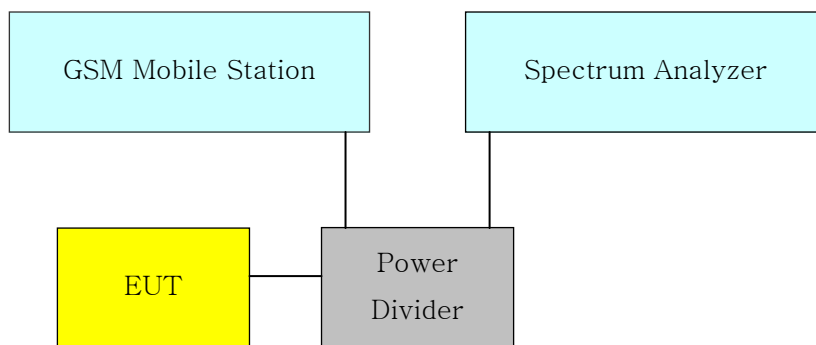 GSM Mobile Station
Spectrum Analyzer
EUT
Power
Divider